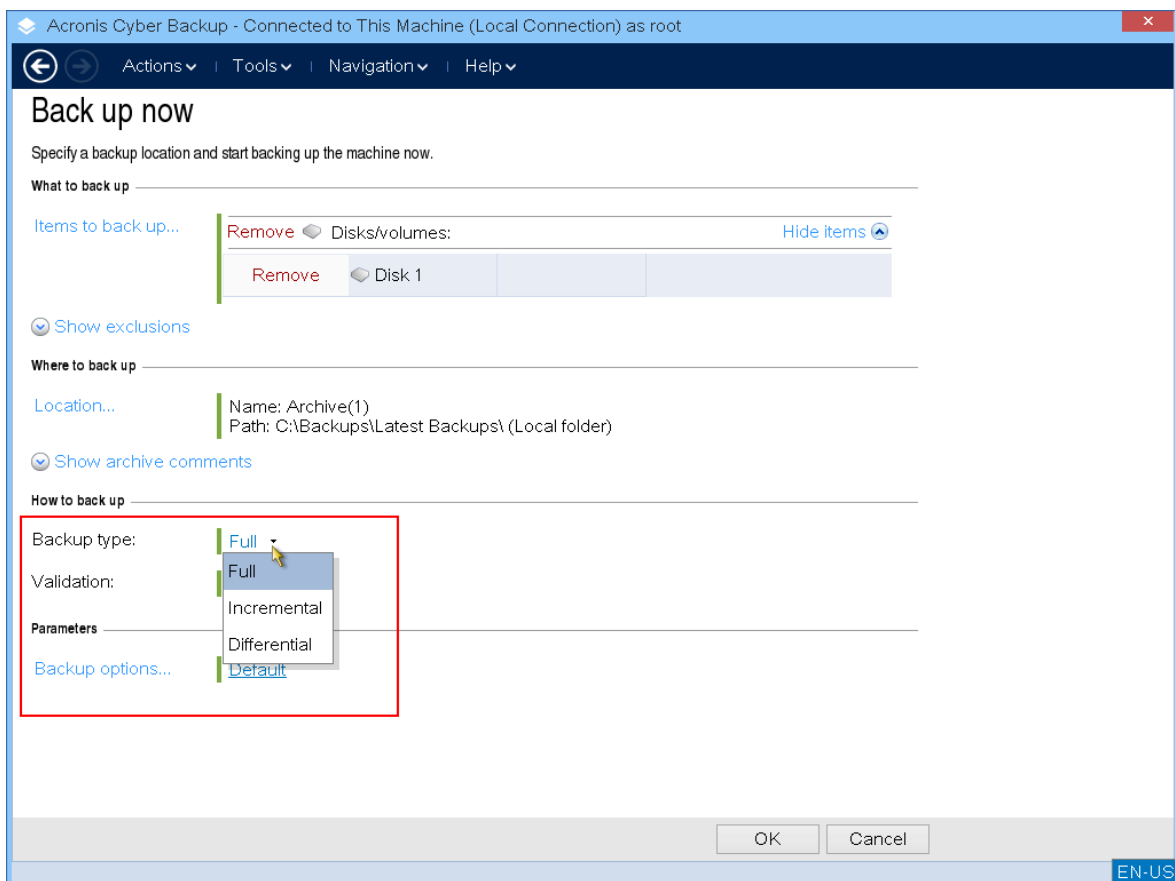 Acronis Cyber Backup - Connected to This Machine (Local Connection) as root
Actions Tools Navigation Help
Back up now
Specify a backup location and start backing up the machine now.
What to back up
Items to back up...
Remove Disks/volumes: Hide items
Remove Disk 1
Show exclusions
Where to back up
Location...
Name: Archive(1)
Path: C:\Backups\Latest Backups\ (Local folder)
Show archive comments
How to back up
Backup type: Full
Full
Validation:
Incremental
Parameters
Differential
Backup options... Default
OK Cancel
EN-US